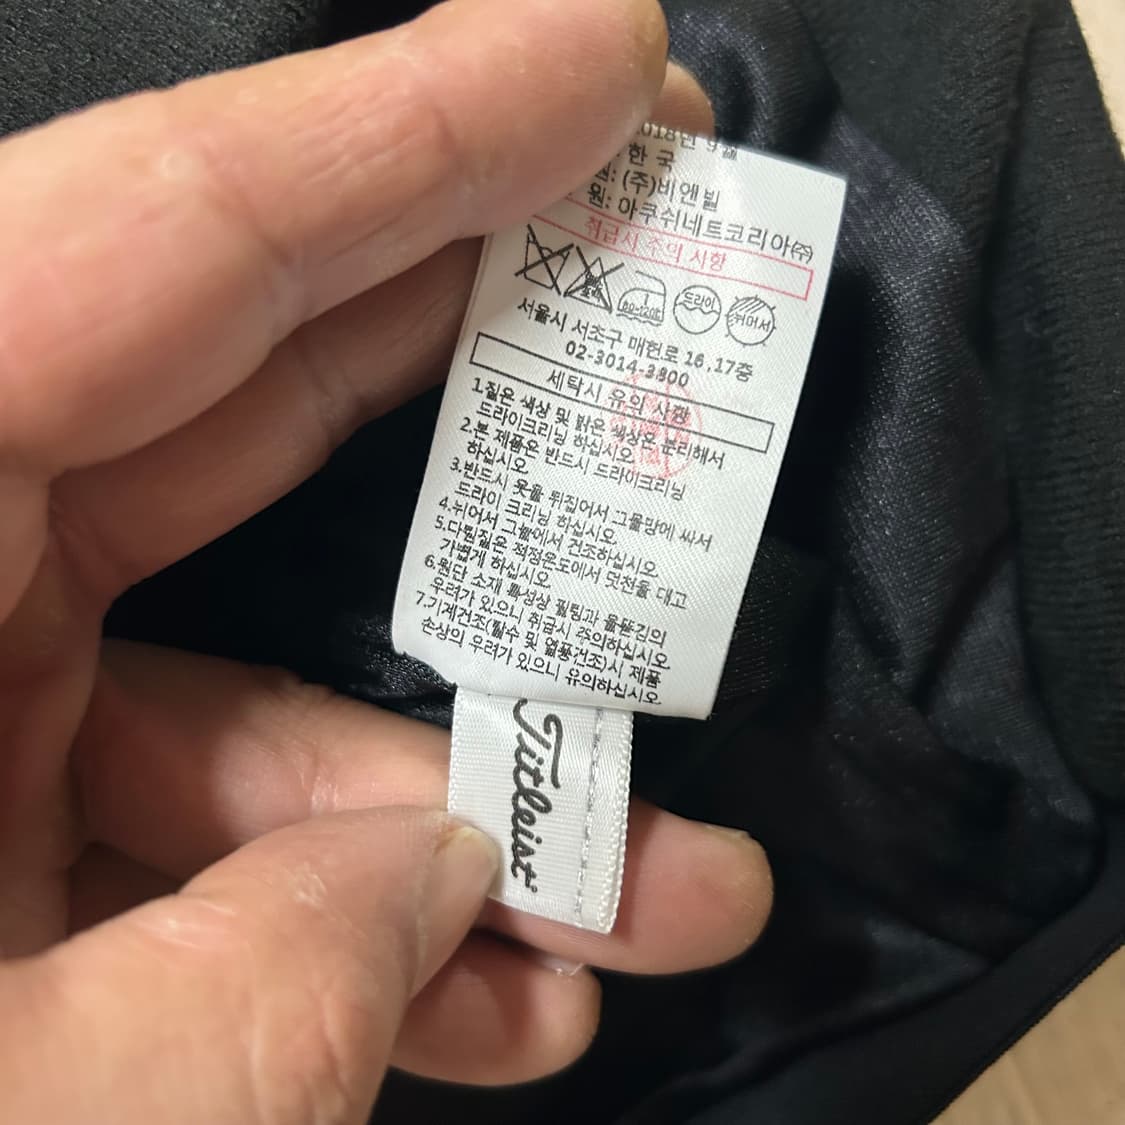 2018년 9월
한국
원: (주)비엔빌
원: 아쿠쉬네트코리아(주)
취급시 주의 사항
80~120℃
드라이
서울시 서초구 매헌로 16,17층
02-3014-3800
세탁시 유의 사항
1.짙은 색상 및 밝은 색상은 분리해서
드라이크리닝 하십시오.
2.본 제품은 반드시 드라이크리닝
하십시오
3.반드시 옷을 뒤집어서 그물망에 싸서
드라이 크리닝 하십시오.
4.뉘어서 그늘에서 건조하십시오.
5.다림질은 적정온도에서 덧천을 대고
가볍게 하십시오.
6.원단 소재 특성상 필링과 올뜯김의
우려가 있으니 취급시 주의하십시오
7.기계건조(탈수 및 열풍건조)시 제품
손상의 우려가 있으니 유의하십시오.
Titleist